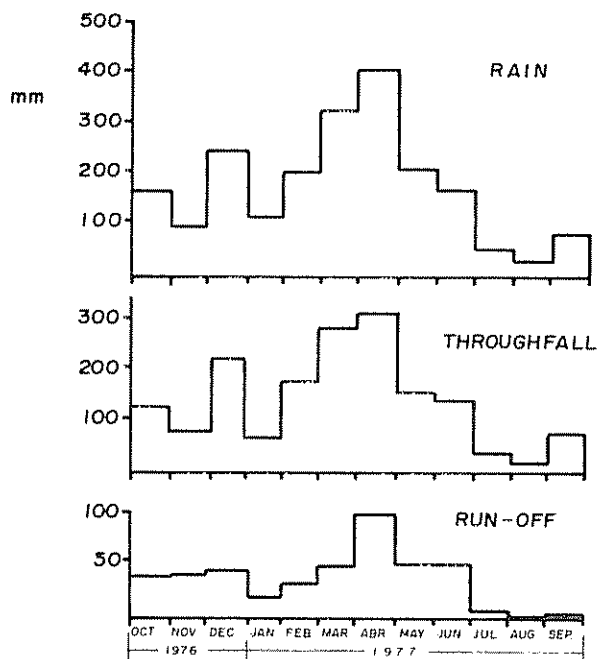 500
400
300
200
100
mm
RAIN
300
200
100
THROUGHFALL
100
50
RUN-OFF
OCT NOV DEC JAN FEB MAR ABR MAY JUN JUL AUG SEP.
1976 1977